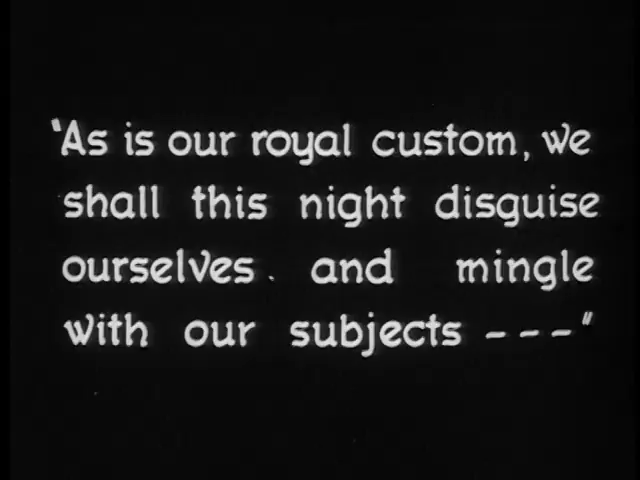 "As is our royal custom, we
shall this night disguise
ourselves. and mingle
with our subjects ---"